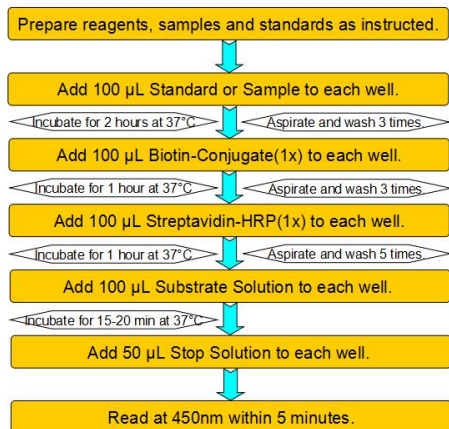 Prepare reagents, samples and standards as instructed.
Add 100 µL Standard or Sample to each well.
Incubate for 2 hours at 37°C
Aspirate and wash 3 times.
Add 100 µL Biotin-Conjugate(1x) to each well.
Incubate for 1 hour at 37°C
Aspirate and wash 3 times.
Add 100 µL Streptavidin-HRP(1x) to each well.
Incubate for 1 hour at 37°C
Aspirate and wash 5 times.
Add 100 µL Substrate Solution to each well.
Incubate for 15-20 min at 37°C
Add 50 µL Stop Solution to each well.
Read at 450nm within 5 minutes.